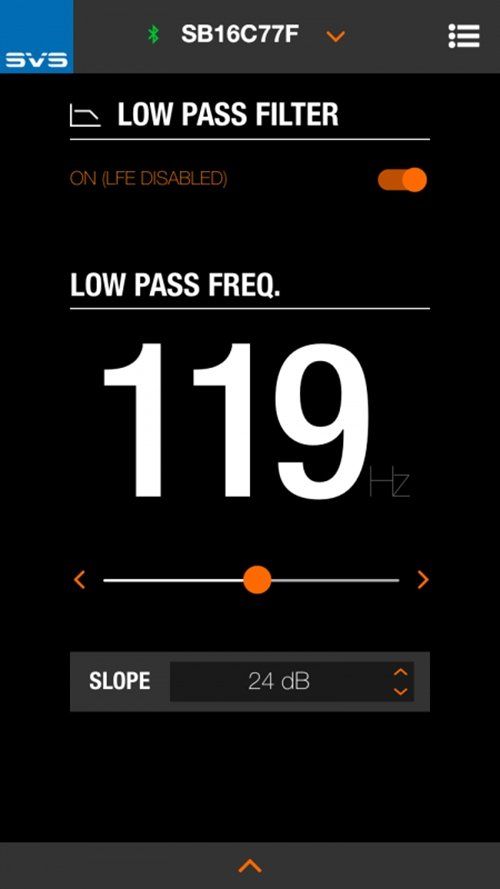 SVS
SB16C77F
LOW PASS FILTER
ON (LFE DISABLED)
LOW PASS FREQ.
119 Hz
SLOPE 24 dB